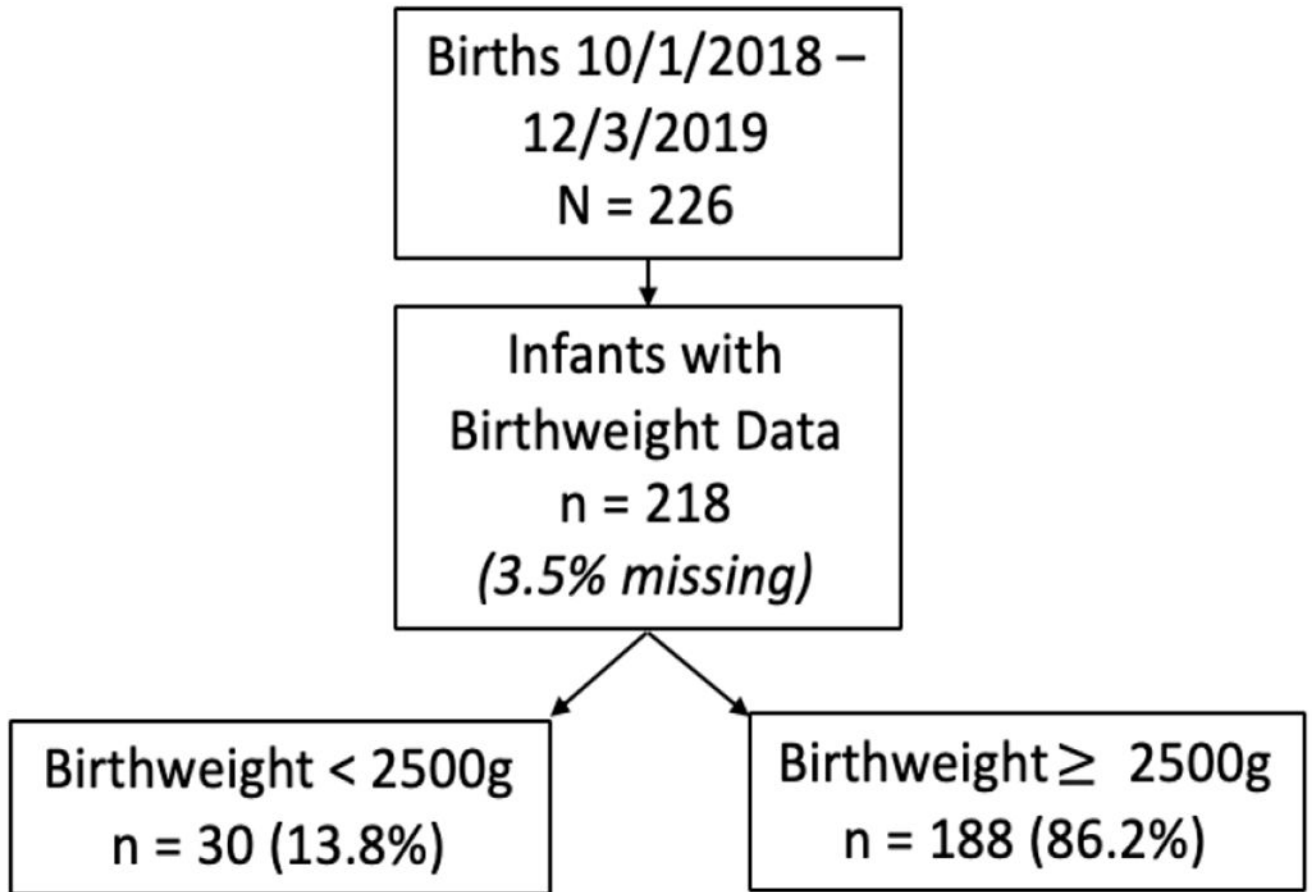 Births 10/1/2018 –
12/3/2019
N = 226
Infants with
Birthweight Data
n = 218
(3.5% missing)
Birthweight < 2500g
n = 30 (13.8%)
Birthweight ≥ 2500g
n = 188 (86.2%)